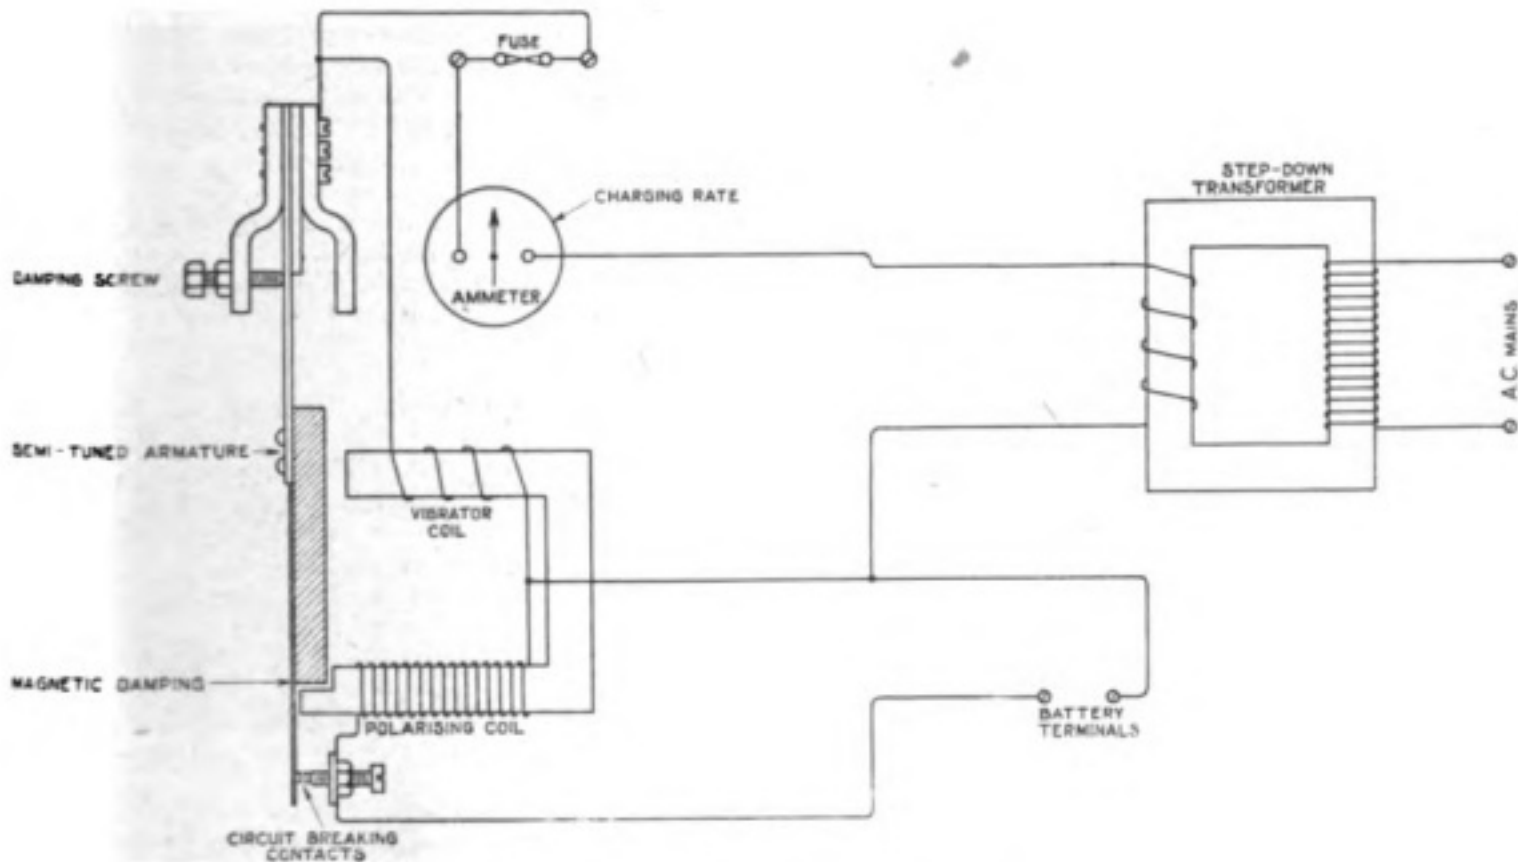 FUSE
CHARGING RATE
AMMETER
STEP-DOWN
TRANSFORMER
A.C. MAINS
DAMPING SCREW
SEMI-TUNED ARMATURE
VIBRATOR
COIL
MAGNETIC DAMPING
POLARISING COIL
BATTERY
TERMINALS
CIRCUIT BREAKING
CONTACTS